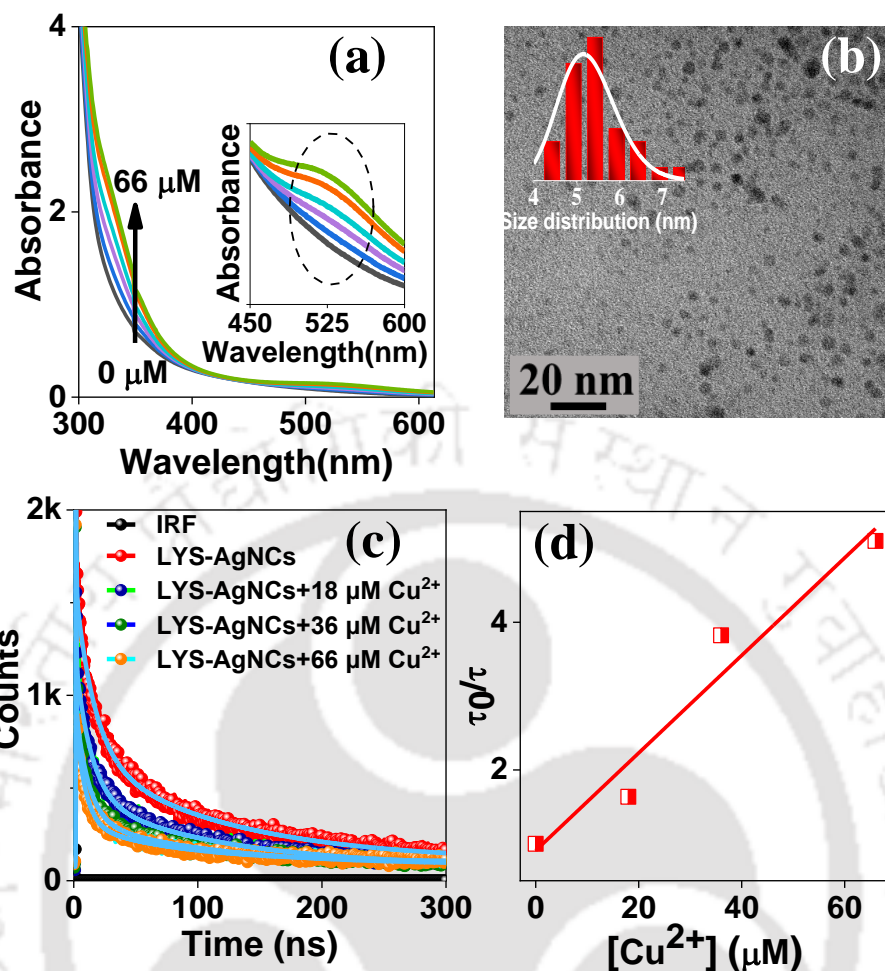 (a)
4
2
0
Absorbance
66 μM
0 μM
300
400
500
600
Wavelength(nm)
Absorbance
450
525
600
Wavelength(nm)
(b)
4
5
6
7
Size distribution (nm)
20 nm
(c)
2k
1k
0
Counts
IRF
LYS-AgNCs
LYS-AgNCs+18 μM Cu²⁺
LYS-AgNCs+36 μM Cu²⁺
LYS-AgNCs+66 μM Cu²⁺
0
100
200
300
Time (ns)
(d)
4
2
τ0/τ
0
20
40
60
[Cu²⁺] (μM)